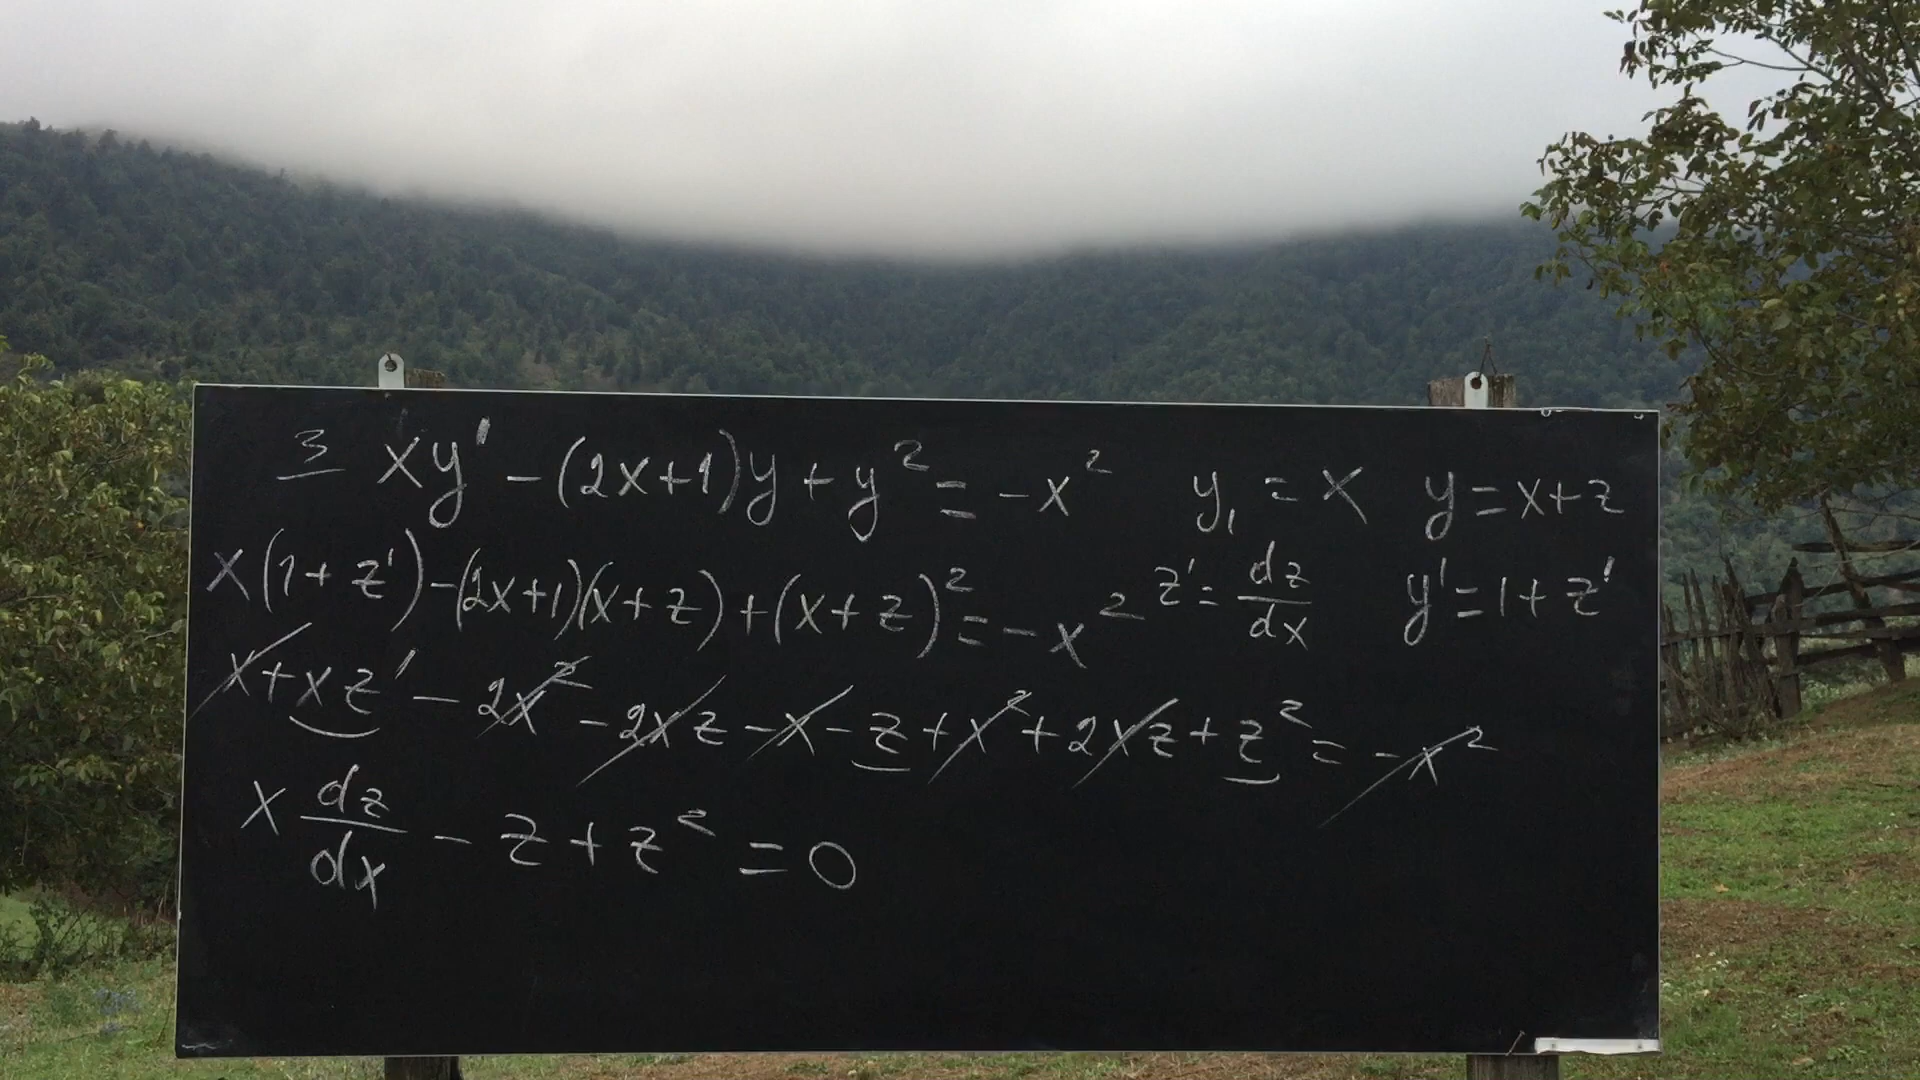 3 xy' - (2x+1)y + y² = -x² y₁ = x y = x+z
x(1+z') - (2x+1)(x+z) + (x+z)² = -x² z' = dz/dx y' = 1+z'
x + xz' - 2x² - 2xz - x - z + x² + 2xz + z² = -x²
x dz/dx - z + z² = 0